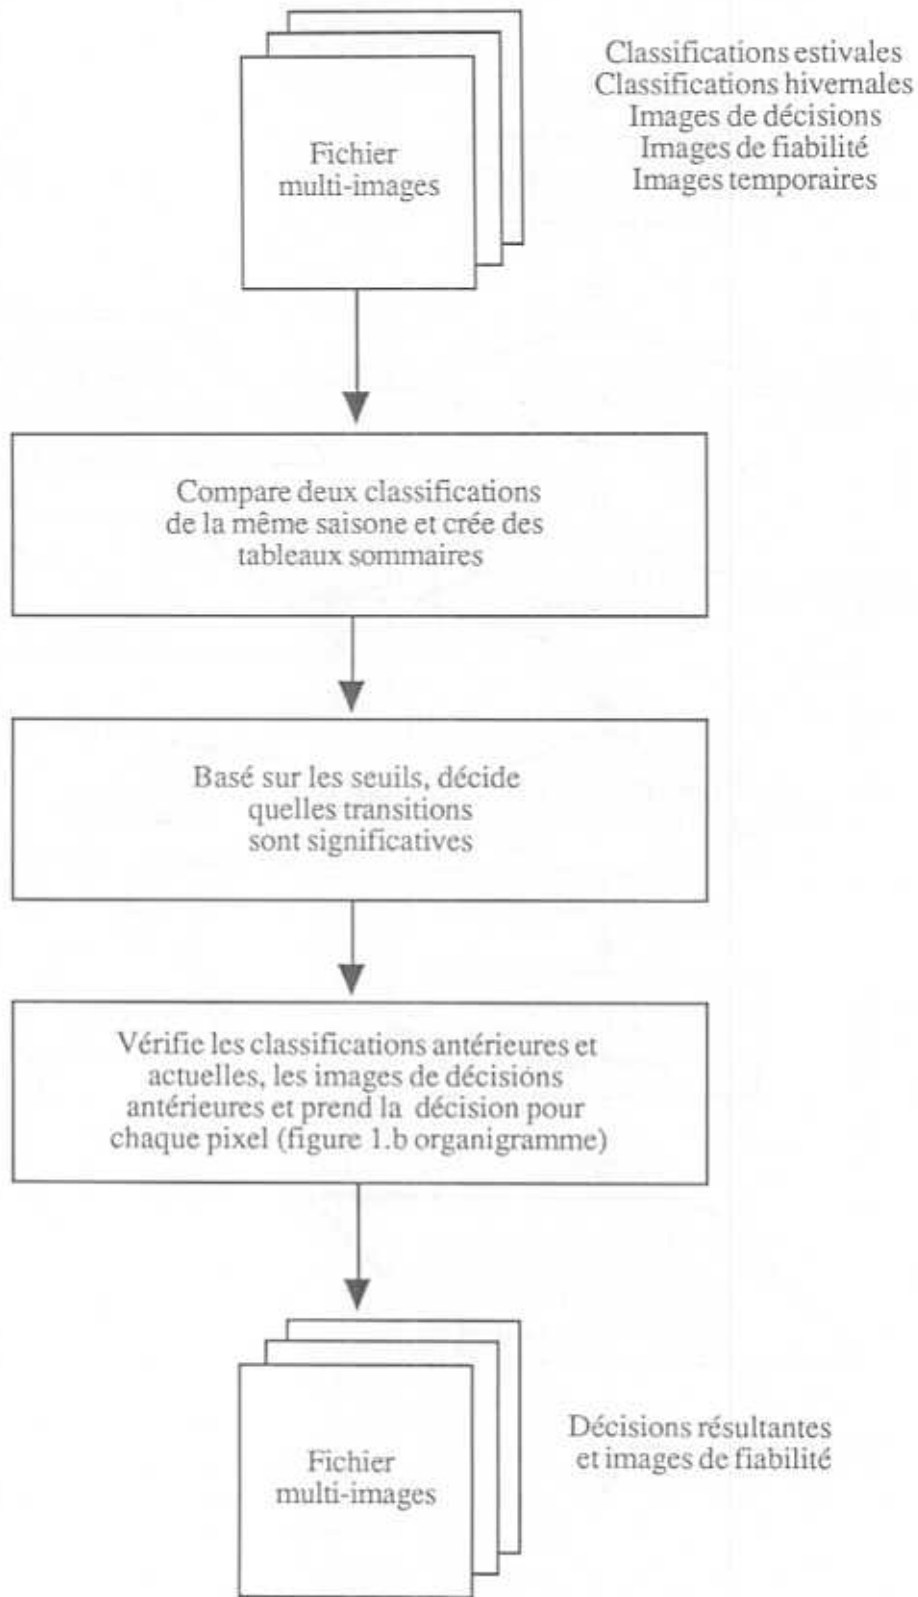 Fichier
multi-images
Classifications estivales
Classifications hivernales
Images de décisions
Images de fiabilité
Images temporaires
Compare deux classifications
de la même saisone et crée des
tableaux sommaires
Basé sur les seuils, décide
quelles transitions
sont significatives
Vérifie les classifications antérieures et
actuelles, les images de décisions
antérieures et prend la décision pour
chaque pixel (figure 1.b organigramme)
Fichier
multi-images
Décisions résultantes
et images de fiabilité